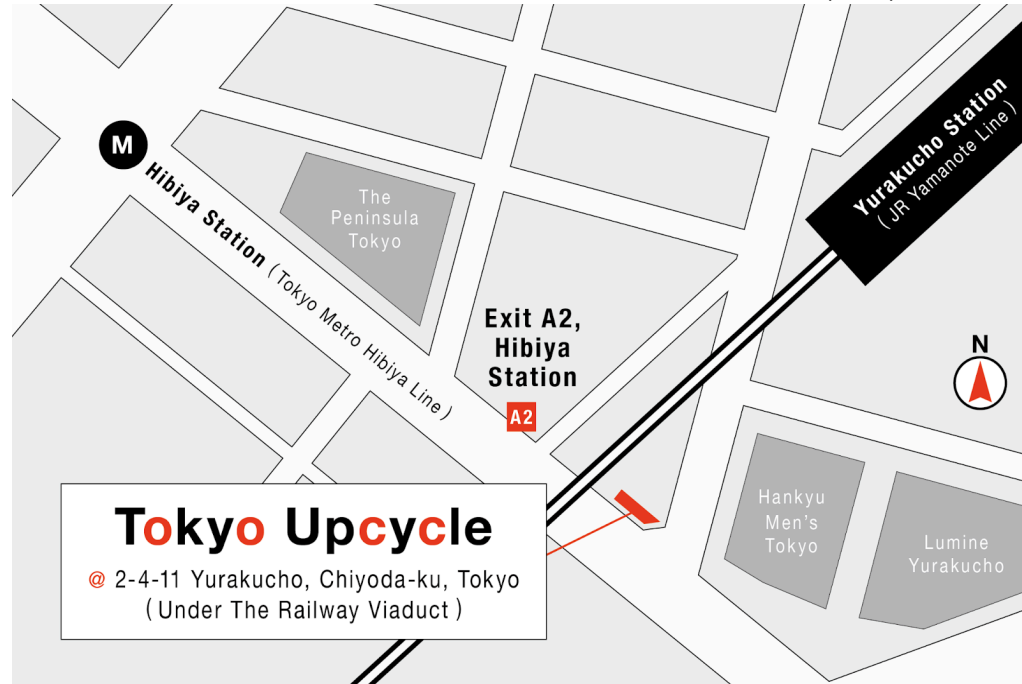 M
Hibiya Station (Tokyo Metro Hibiya Line)
The
Peninsula
Tokyo
Yurakucho Station
(JR Yamanote Line)
Exit A2,
Hibiya
Station
A2
N
Hankyu
Men's
Tokyo
Lumine
Yurakucho
Tokyo Upcycle
@ 2-4-11 Yurakucho, Chiyoda-ku, Tokyo
(Under The Railway Viaduct)